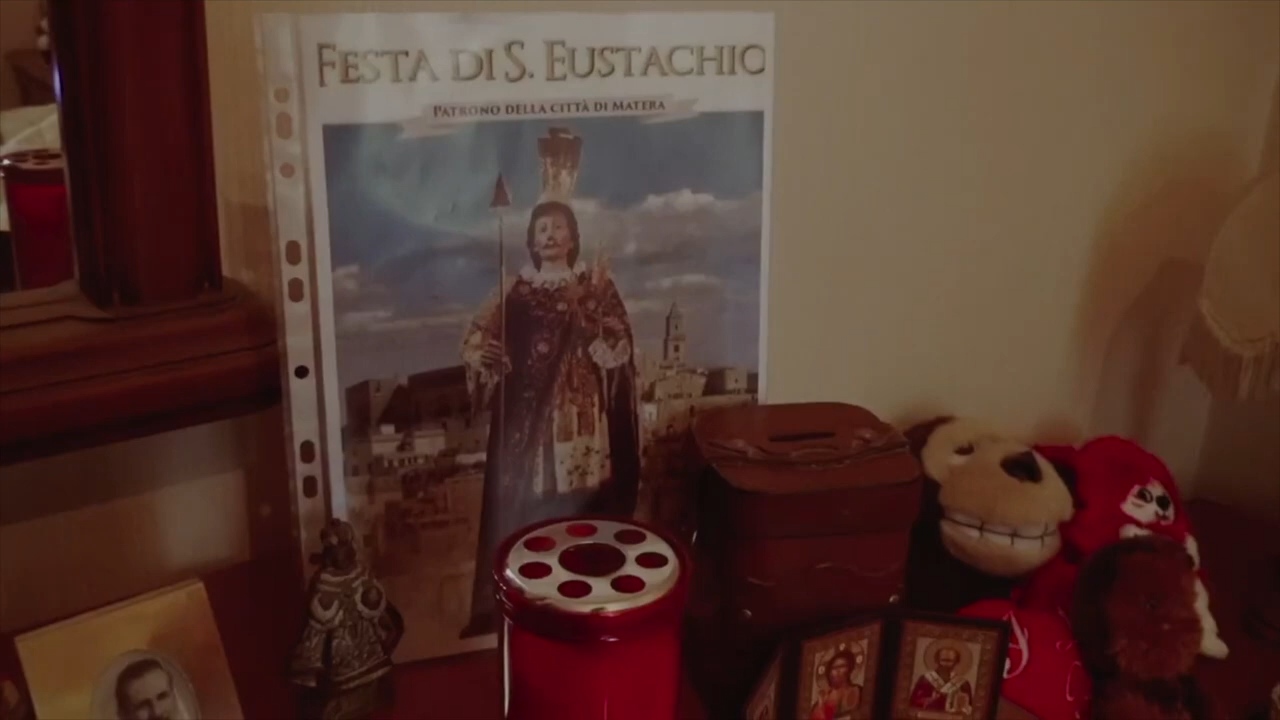 FESTA DI S. EUSTACHIO
PATRONO DELLA CITTÀ DI MATERA